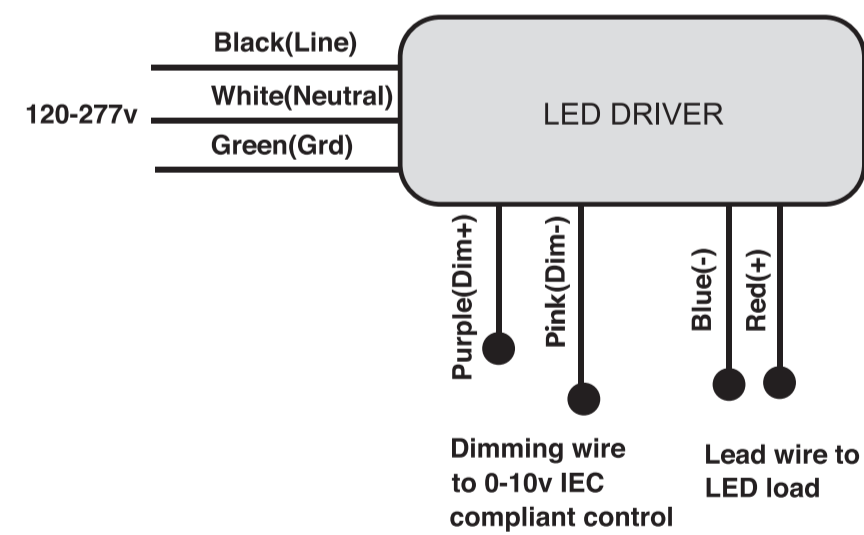 Black(Line)
White(Neutral)
120-277v
Green(Grd)
LED DRIVER
Purple(Dim+)
Pink(Dim-)
Blue(-)
Red(+)
Dimming wire
to 0-10v IEC
compliant control
Lead wire to
LED load